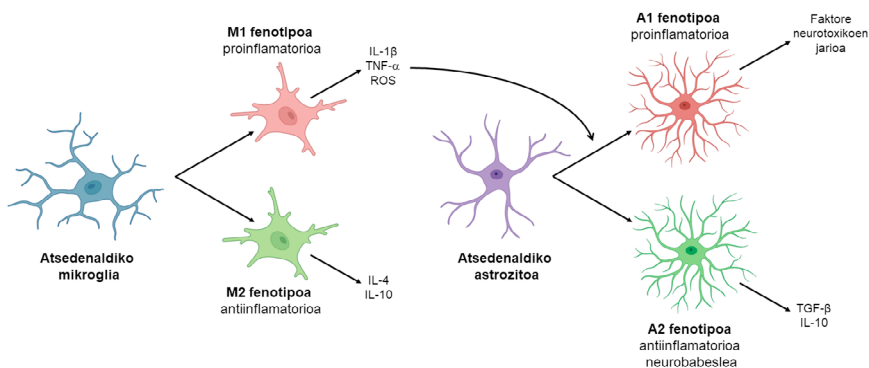 M1 fenotipoa
proinflamatorioa
IL-1β
TNF-α
ROS
Atsedenaldiko
mikroglia
M2 fenotipoa
antiinflamatorioa
IL-4
IL-10
A1 fenotipoa
proinflamatorioa
Faktore
neurotoxikoen
jarioa
Atsedenaldiko
astrozitoa
A2 fenotipoa
antiinflamatorioa
neurobabeslea
TGF-β
IL-10